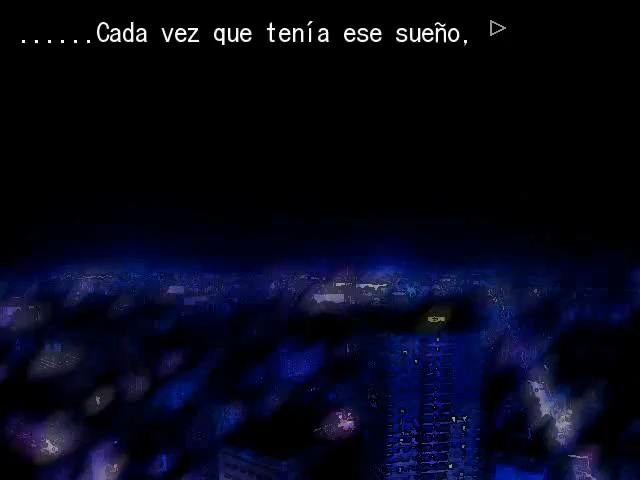 ......Cada vez que tenía ese sueño,